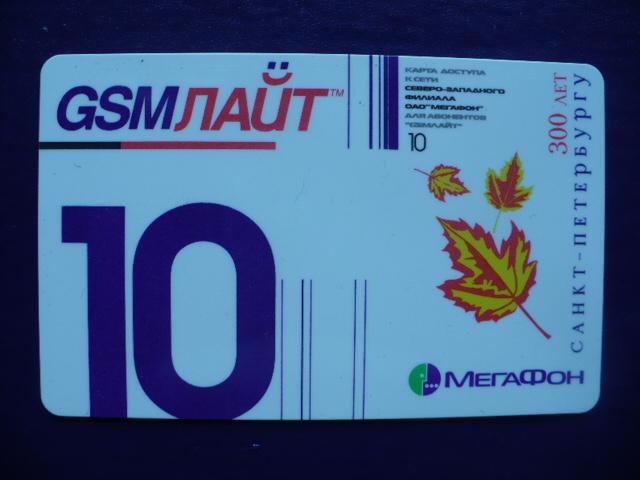 GSMЛАЙТ™
КАРТА ДОСТУПА
К СЕТИ
СЕВЕРО-ЗАПАДНОГО
ФИЛИАЛА
ОАО "МЕГАФОН"
ДЛЯ АБОНЕНТОВ
"GSMЛАЙТ"
10
300 ЛЕТ
САНКТ-ПЕТЕРБУРГУ
10
МЕГАФОН